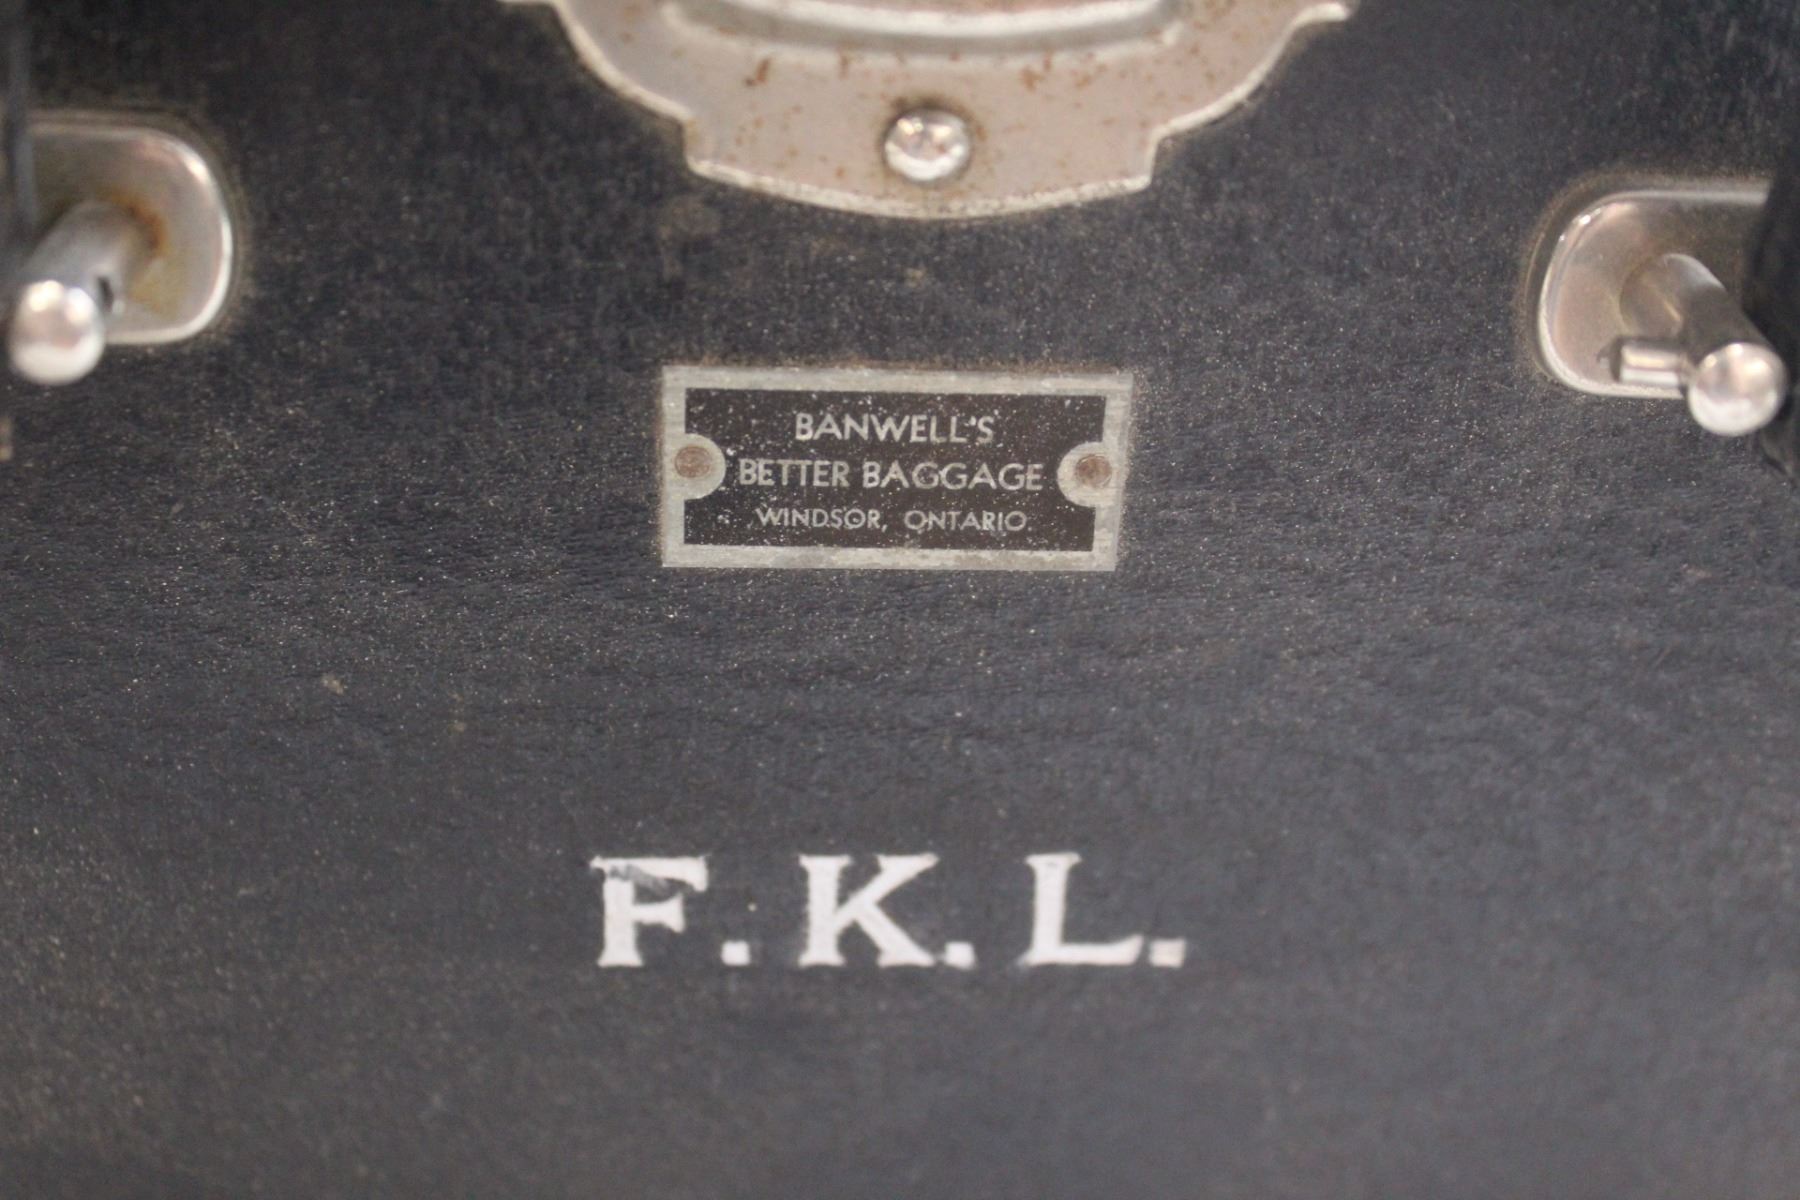 BANWELL'S
BETTER BAGGAGE
WINDSOR, ONTARIO
F.K.L.